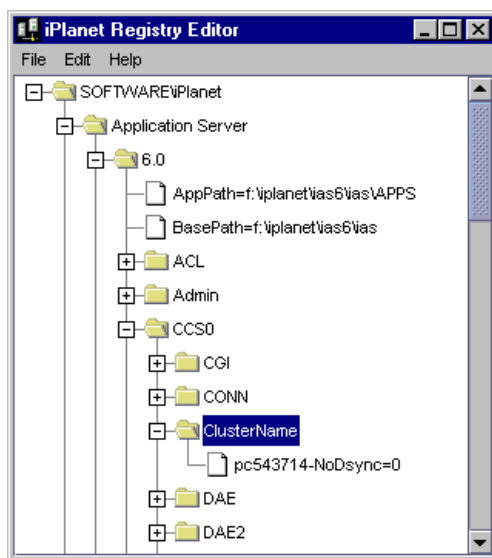 iPlanet Registry Editor
File Edit Help
SOFTWARE\iPlanet
Application Server
6.0
AppPath=f:\iplanet\ias6\ias\APPS
BasePath=f:\iplanet\ias6\ias
ACL
Admin
CCS0
CGI
CONN
ClusterName
pc543714-NoDsync=0
DAE
DAE2